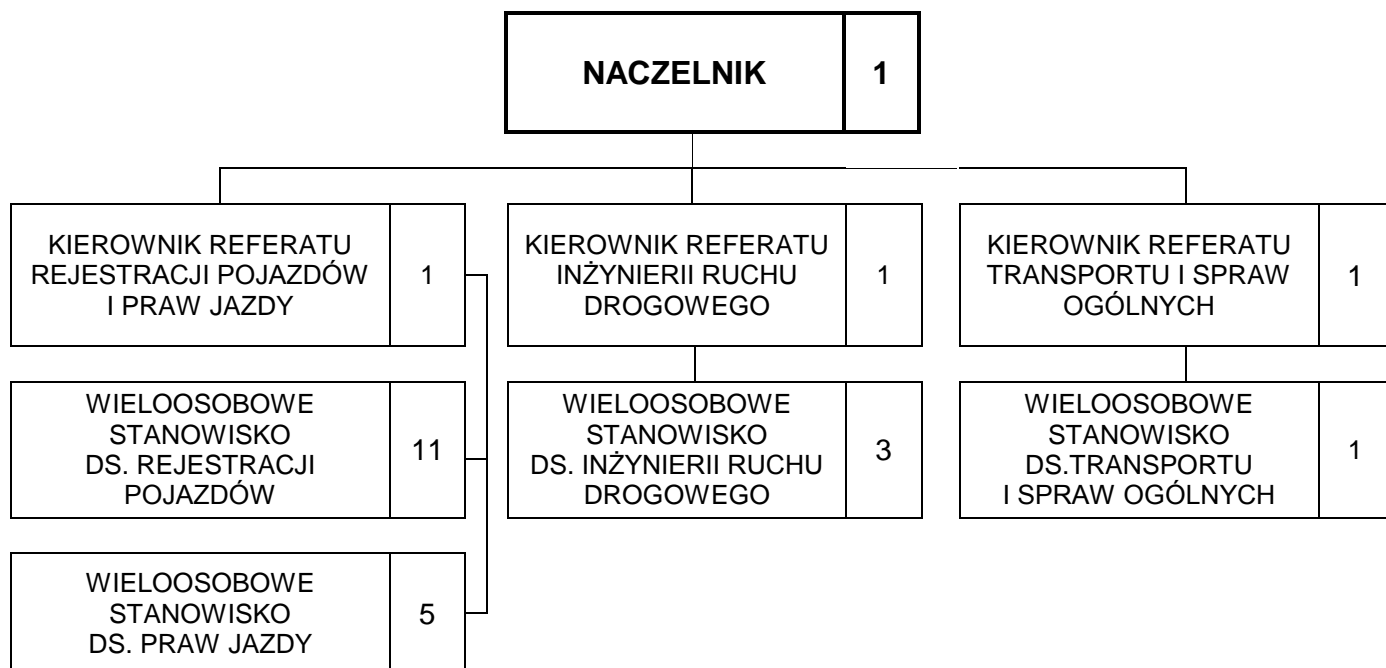 NACZELNIK
1
KIEROWNIK REFERATU
REJESTRACJI POJAZDÓW
I PRAW JAZDY
1
KIEROWNIK REFERATU
INŻYNIERII RUCHU
DROGOWEGO
1
KIEROWNIK REFERATU
TRANSPORTU I SPRAW
OGÓLNYCH
1
WIELOOSOBOWE
STANOWISKO
DS. REJESTRACJI
POJAZDÓW
11
WIELOOSOBOWE
STANOWISKO
DS. INŻYNIERII RUCHU
DROGOWEGO
3
WIELOOSOBOWE
STANOWISKO
DS.TRANSPORTU
I SPRAW OGÓLNYCH
1
WIELOOSOBOWE
STANOWISKO
DS. PRAW JAZDY
5